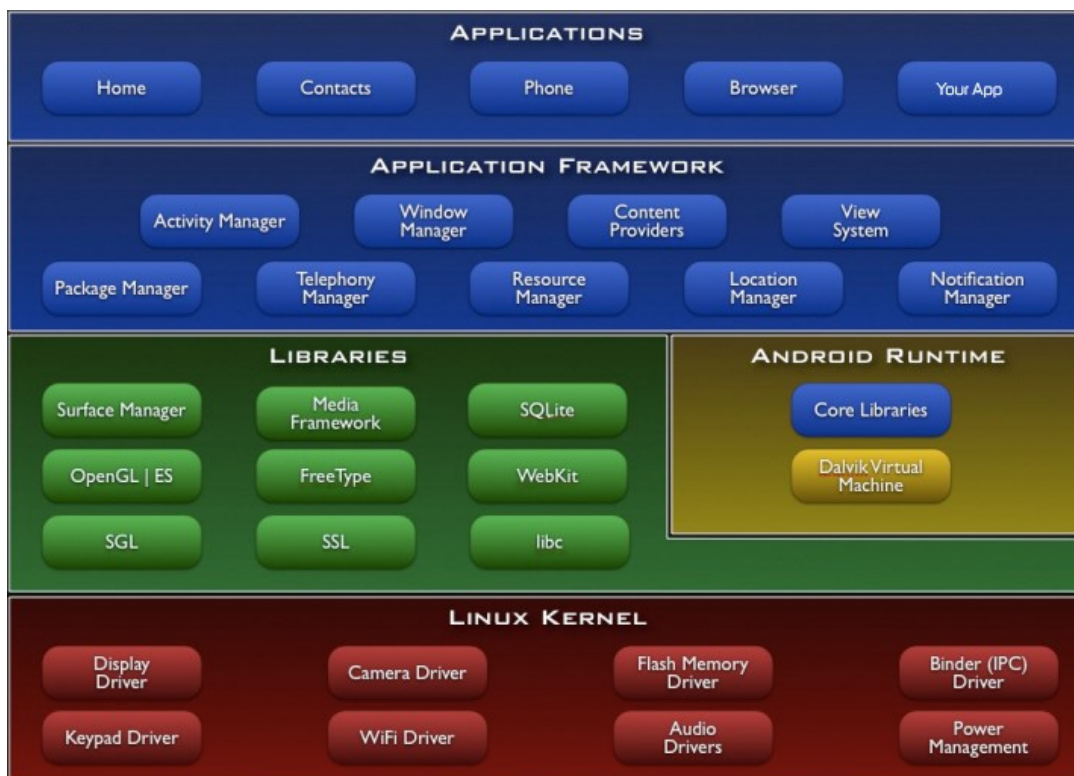 APPLICATIONS
Home
Contacts
Phone
Browser
Your App
APPLICATION FRAMEWORK
Activity Manager
Window
Manager
Content
Providers
View
System
Package Manager
Telephony
Manager
Resource
Manager
Location
Manager
Notification
Manager
LIBRARIES
Surface Manager
Media
Framework
SQLite
OpenGL | ES
FreeType
WebKit
SGL
SSL
libc
ANDROID RUNTIME
Core Libraries
Dalvik Virtual
Machine
LINUX KERNEL
Display
Driver
Camera Driver
Flash Memory
Driver
Binder (IPC)
Driver
Keypad Driver
WiFi Driver
Audio
Drivers
Power
Management